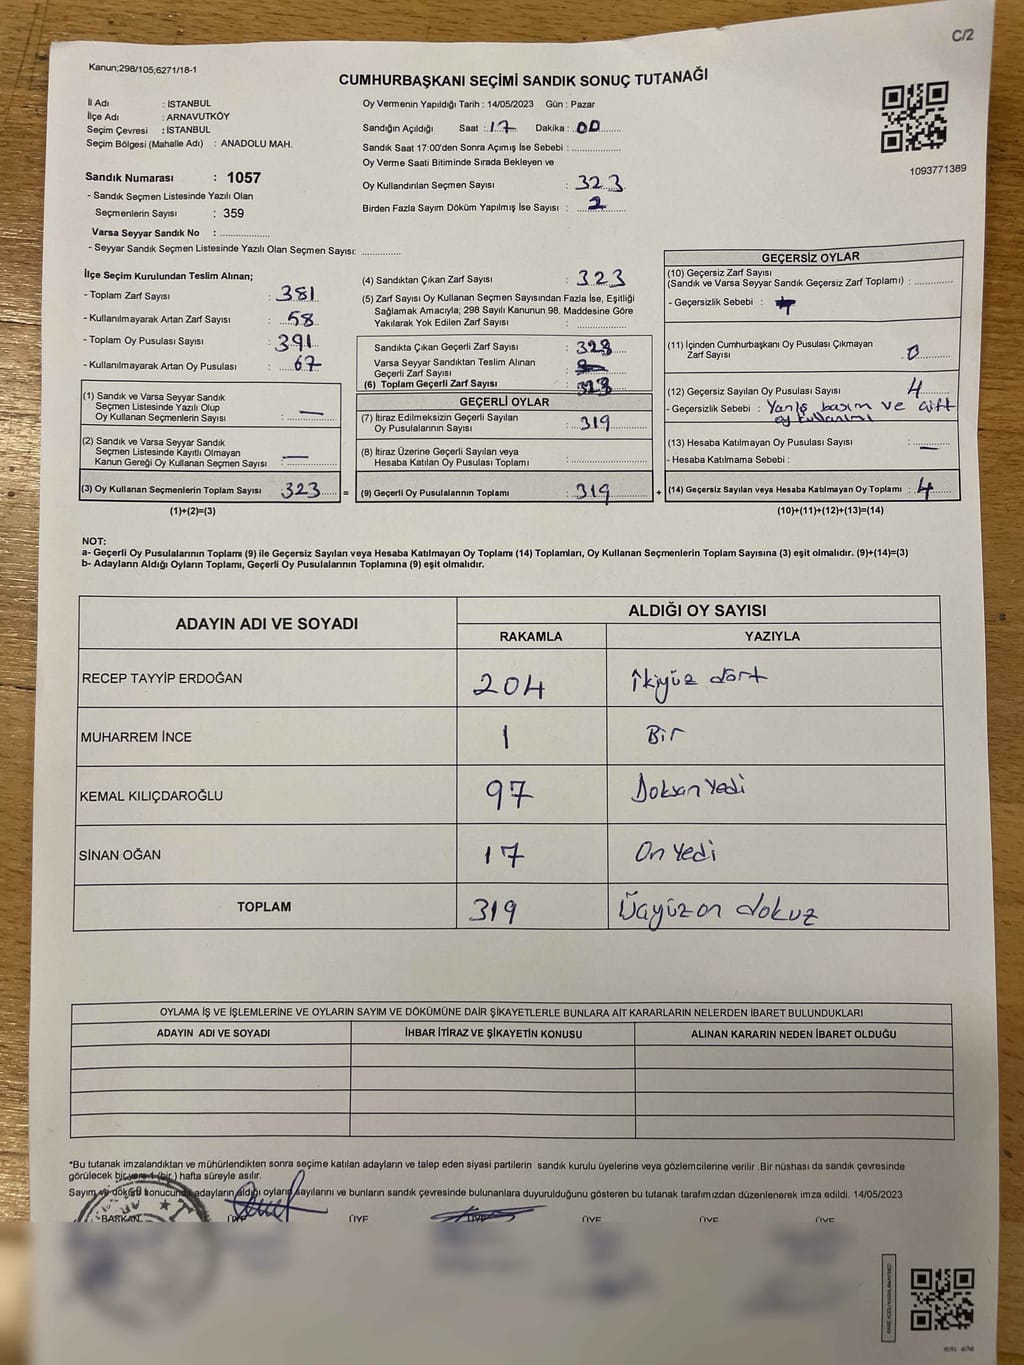 C/2
Kanun;298/105;6271/18-1
CUMHURBAŞKANI SEÇİMİ SANDIK SONUÇ TUTANAĞI
İl Adı : İSTANBUL
İlçe Adı : ARNAVUTKÖY
Seçim Çevresi : İSTANBUL
Seçim Bölgesi (Mahalle Adı) : ANADOLU MAH.
Sandık Numarası : 1057
- Sandık Seçmen Listesinde Yazılı Olan
Seçmenlerin Sayısı : 359
Varsa Seyyar Sandık No : ..............
- Seyyar Sandık Seçmen Listesinde Yazılı Olan Seçmen Sayısı: ............
Oy Vermenin Yapıldığı Tarih : 14/05/2023 Gün : Pazar
Sandığın Açıldığı Saat : 17 Dakika : 00
Sandık Saat 17:00'den Sonra Açımış İse Sebebi : ..............
Oy Verme Saati Bitiminde Sırada Bekleyen ve
Oy Kullandırılan Seçmen Sayısı : 323
Birden Fazla Sayım Döküm Yapılmış İse Sayısı : 2
1093771389
İlçe Seçim Kurulundan Teslim Alınan;
- Toplam Zarf Sayısı : 381
- Kullanılmayarak Artan Zarf Sayısı : 58
- Toplam Oy Pusulası Sayısı : 391
- Kullanılmayarak Artan Oy Pusulası : 67
(1) Sandık ve Varsa Seyyar Sandık
Seçmen Listesinde Yazılı Olup
Oy Kullanan Seçmenlerin Sayısı : —
(2) Sandık ve Varsa Seyyar Sandık
Seçmen Listesinde Kayıtlı Olmayan
Kanun Gereği Oy Kullanan Seçmen Sayısı : —
(3) Oy Kullanan Seçmenlerin Toplam Sayısı 323 =
(1)+(2)=(3)
(4) Sandıktan Çıkan Zarf Sayısı : 323
(5) Zarf Sayısı Oy Kullanan Seçmen Sayısından Fazla İse, Eşitliği
Sağlamak Amacıyla; 298 Sayılı Kanunun 98. Maddesine Göre
Yakılarak Yok Edilen Zarf Sayısı : ..............
Sandıkta Çıkan Geçerli Zarf Sayısı : 323
Varsa Seyyar Sandıktan Teslim Alınan
Geçerli Zarf Sayısı :
(6) Toplam Geçerli Zarf Sayısı : 323
GEÇERLİ OYLAR
(7) İtiraz Edilmeksizin Geçerli Sayılan
Oy Pusulalarının Sayısı : 319
(8) İtiraz Üzerine Geçerli Sayılan veya
Hesaba Katılan Oy Pusulası Toplamı : ..............
(9) Geçerli Oy Pusulalarının Toplamı : 319 +
GEÇERSİZ OYLAR
(10) Geçersiz Zarf Sayısı
(Sandık ve Varsa Seyyar Sandık Geçersiz Zarf Toplamı) : ............
- Geçersizlik Sebebi :
(11) İçinden Cumhurbaşkanı Oy Pusulası Çıkmayan
Zarf Sayısı : 0
(12) Geçersiz Sayılan Oy Pusulası Sayısı : 4
- Geçersizlik Sebebi : Yanlış basım ve çift
oy kullanımı
(13) Hesaba Katılmayan Oy Pusulası Sayısı : —
- Hesaba Katılmama Sebebi :
(14) Geçersiz Sayılan veya Hesaba Katılmayan Oy Toplamı : 4
(10)+(11)+(12)+(13)=(14)
NOT:
a- Geçerli Oy Pusulalarının Toplamı (9) ile Geçersiz Sayılan veya Hesaba Katılmayan Oy Toplamı (14) Toplamları, Oy Kullanan Seçmenlerin Toplam Sayısına (3) eşit olmalıdır. (9)+(14)=(3)
b- Adayların Aldığı Oyların Toplamı, Geçerli Oy Pusulalarının Toplamına (9) eşit olmalıdır.
ADAYIN ADI VE SOYADI ALDIĞI OY SAYISI
RAKAMLA YAZIYLA
RECEP TAYYİP ERDOĞAN 204 İkiyüz dört
MUHARREM İNCE 1 Bir
KEMAL KILIÇDAROĞLU 97 Doksan Yedi
SİNAN OĞAN 17 On Yedi
TOPLAM 319 Üçyüzon dokuz
OYLAMA İŞ VE İŞLEMLERİNE VE OYLARIN SAYIM VE DÖKÜMÜNE DAİR ŞİKAYETLERLE BUNLARA AİT KARARLARIN NELERDEN İBARET BULUNDUKLARI
ADAYIN ADI VE SOYADI İHBAR İTİRAZ VE ŞİKAYETİN KONUSU ALINAN KARARIN NEDEN İBARET OLDUĞU
*Bu tutanak imzalandıktan ve mühürlendikten sonra seçime katılan adayların ve talep eden siyasi partilerin sandık kurulu üyelerine veya gözlemcilerine verilir .Bir nüshası da sandık çevresinde
görülecek bir yere 1 (bir ) hafta süreyle asılır.
Sayım ve döküm sonucunda adayların aldığı oyların sayılarını ve bunların sandık çevresinde bulunanlara duyurulduğunu gösteren bu tutanak tarafımızdan düzenlenerek imza edildi. 14/05/2023
BAŞKAN ÜYE ÜYE ÜYE ÜYE ÜYE ÜYE